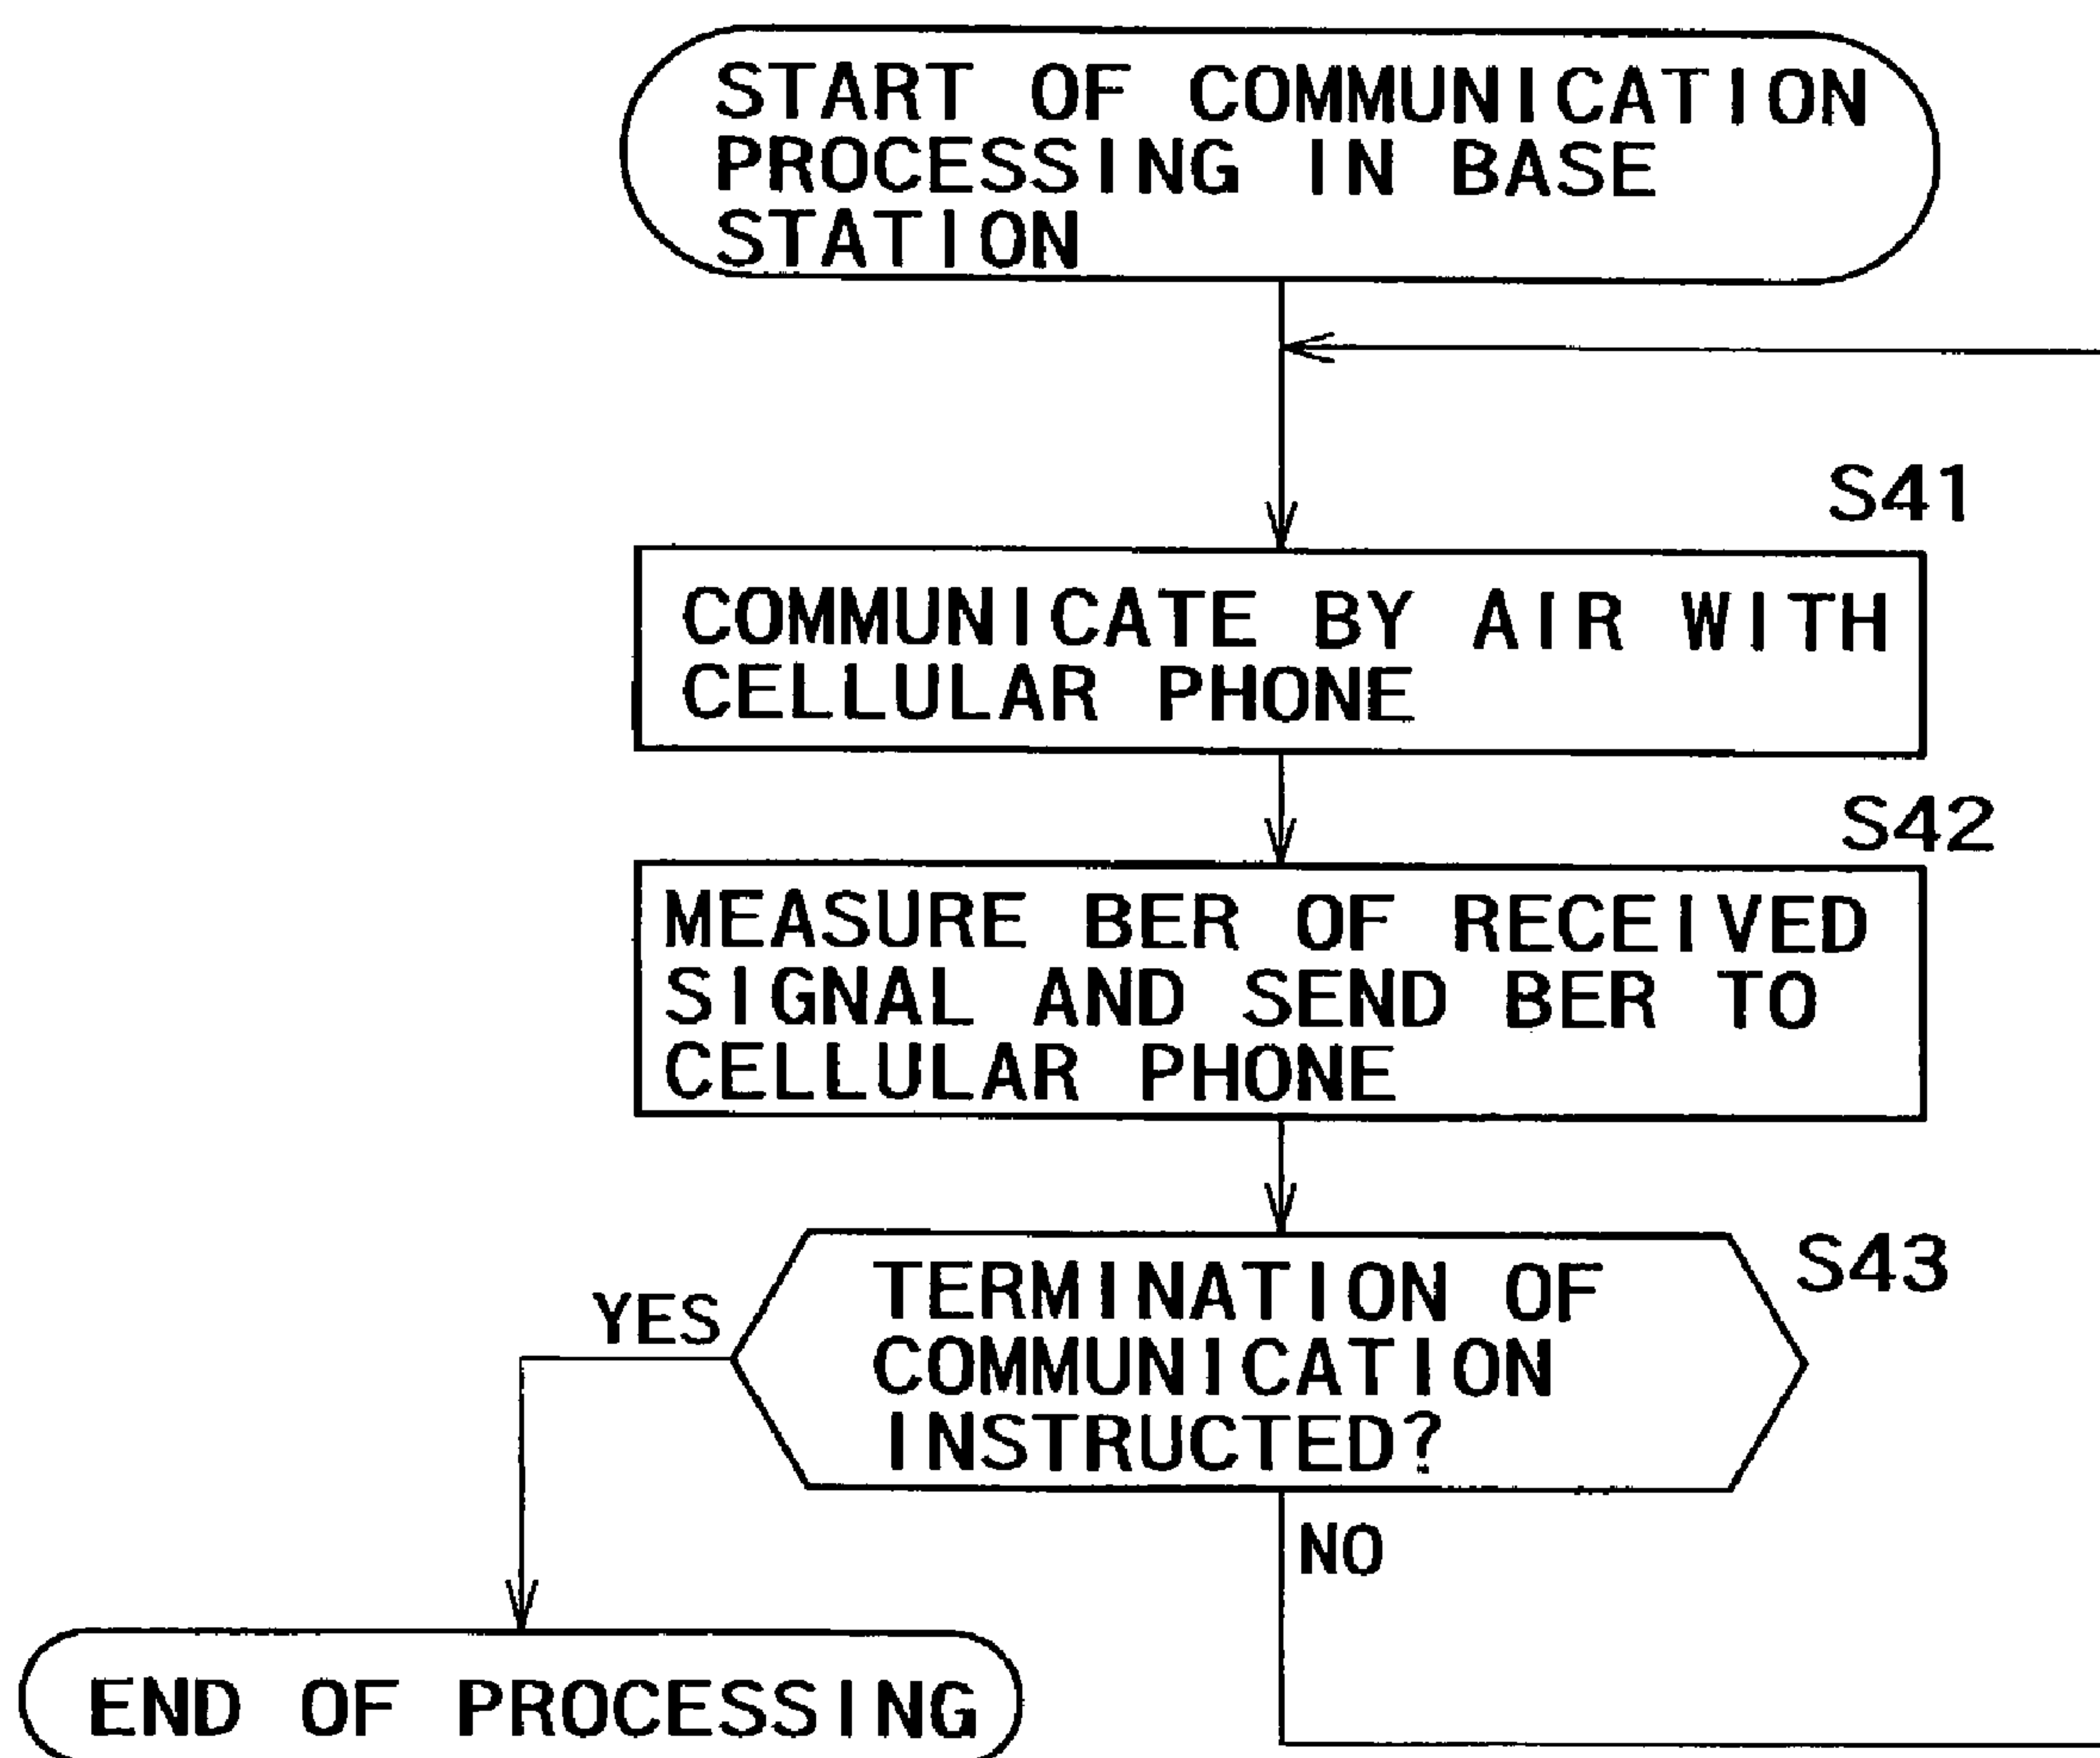 START OF COMMUNICATION
PROCESSING IN BASE
STATION
S41
COMMUNICATE BY AIR WITH
CELLULAR PHONE
S42
MEASURE BER OF RECEIVED
SIGNAL AND SEND BER TO
CELLULAR PHONE
S43
TERMINATION OF
COMMUNICATION
INSTRUCTED?
YES
NO
END OF PROCESSING